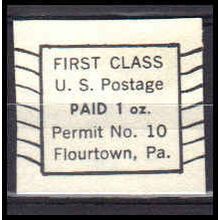 FIRST CLASS
U. S. Postage
PAID 1 oz.
Permit No. 10
Flourtown, Pa.